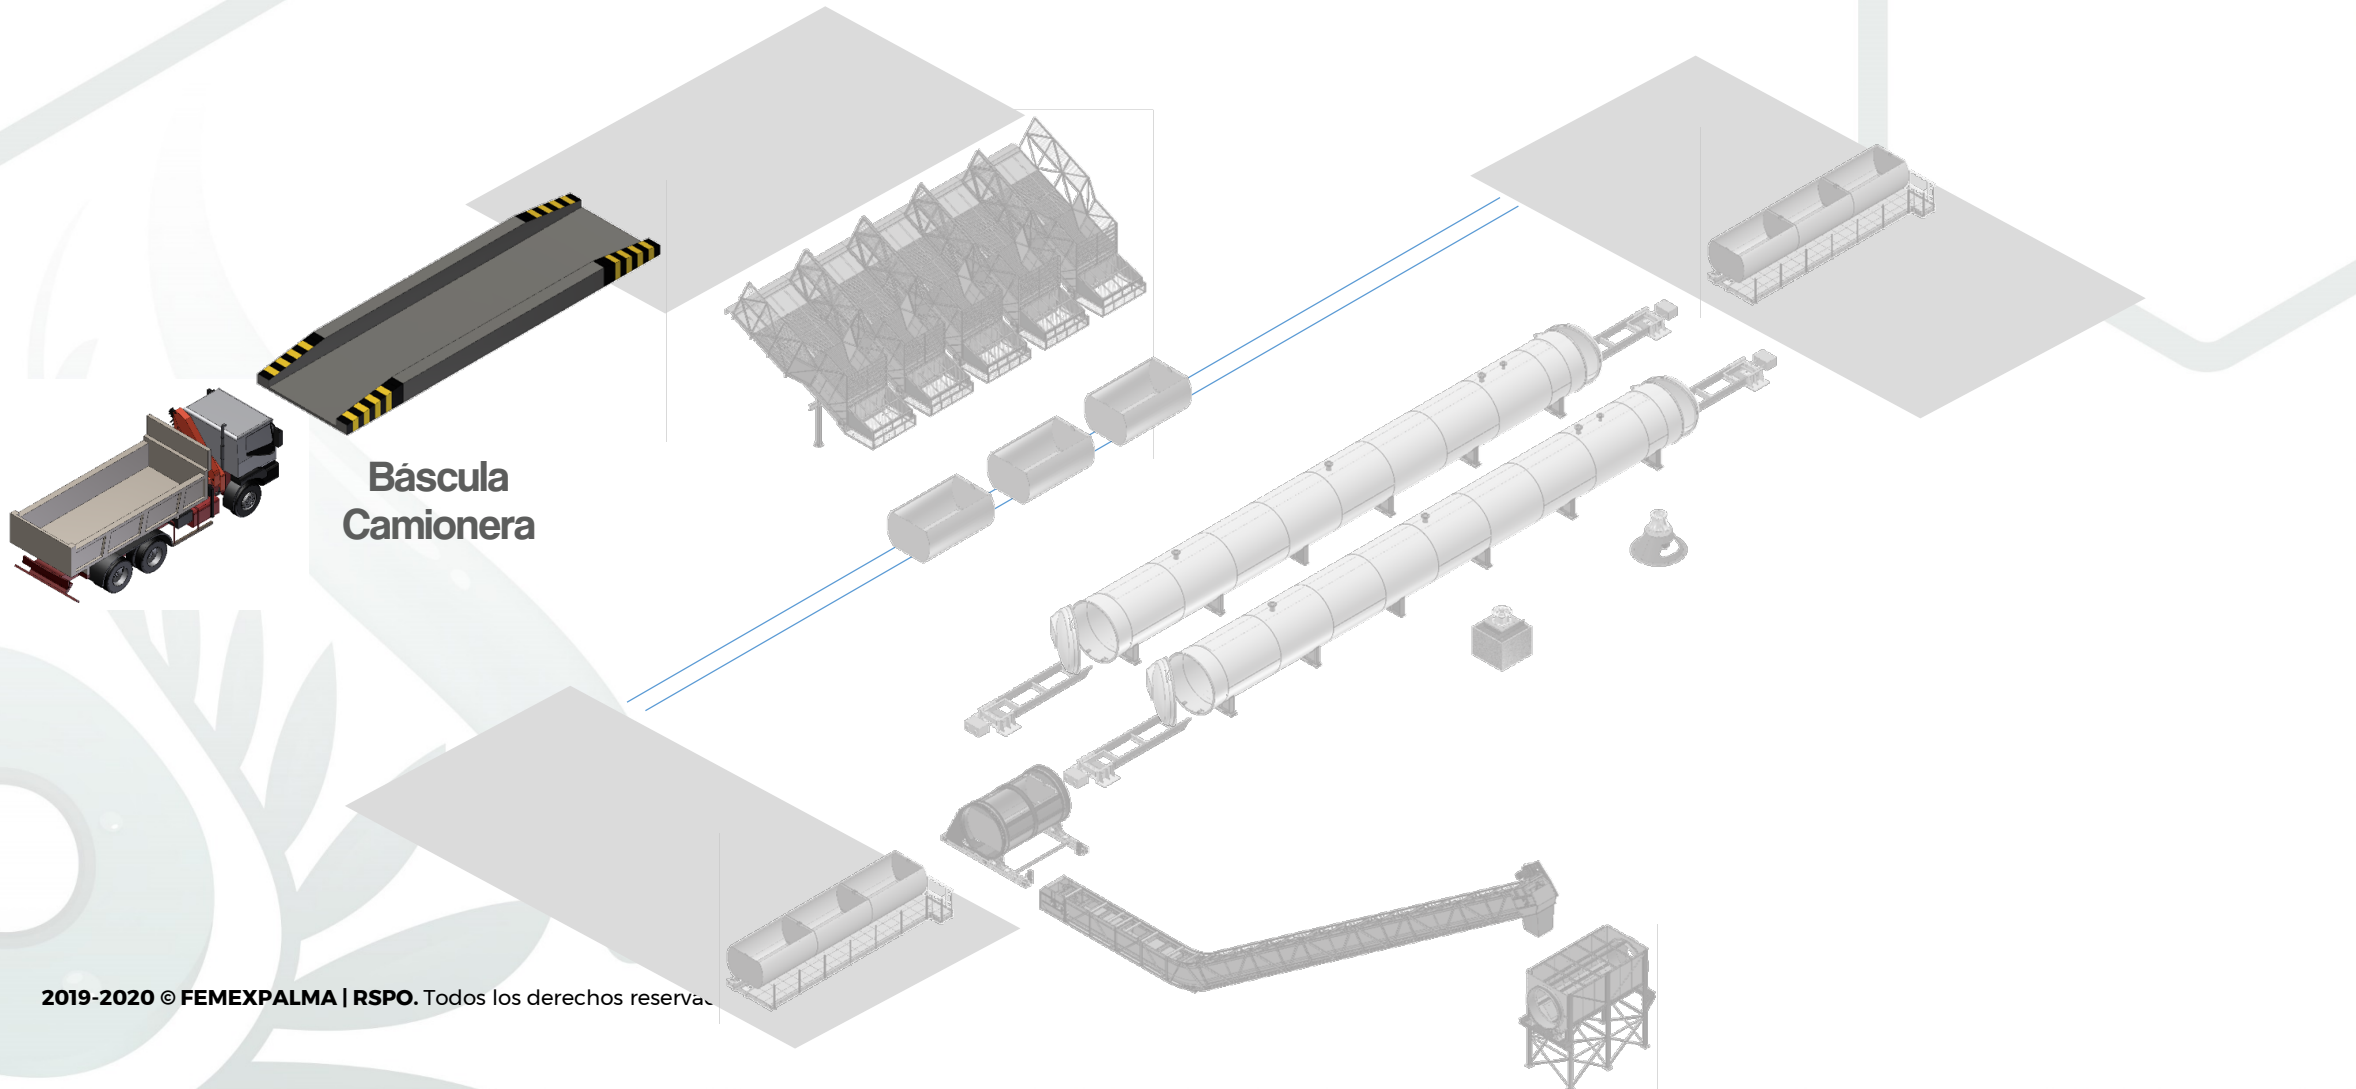 Báscula
Camionera
2019-2020 © FEMEXPALMA | RSPO. Todos los derechos